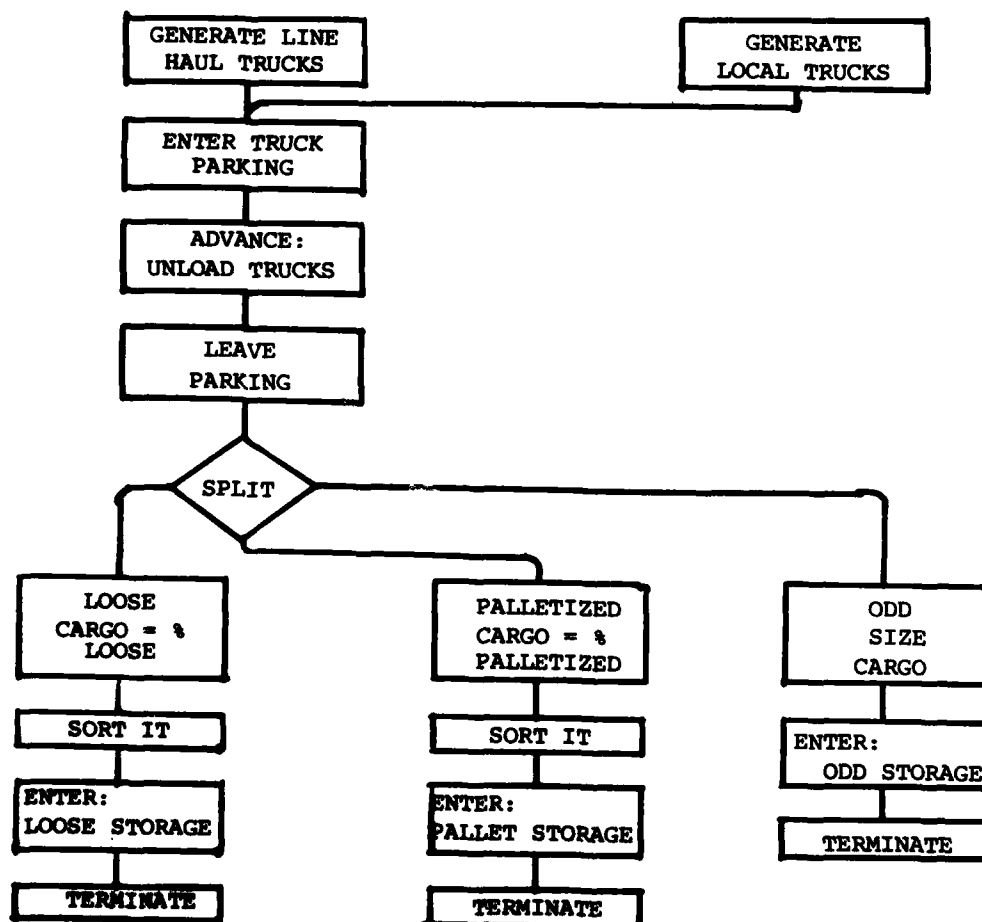 GENERATE LINE
HAUL TRUCKS
GENERATE
LOCAL TRUCKS
ENTER TRUCK
PARKING
ADVANCE:
UNLOAD TRUCKS
LEAVE
PARKING
SPLIT
LOOSE
CARGO = %
LOOSE
PALLETIZED
CARGO = %
PALLETIZED
ODD
SIZE
CARGO
SORT IT
SORT IT
ENTER:
ODD STORAGE
ENTER:
LOOSE STORAGE
ENTER:
PALLET STORAGE
TERMINATE
TERMINATE
TERMINATE